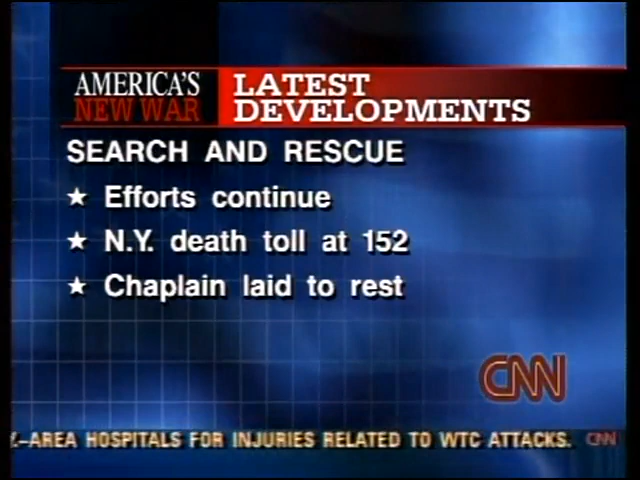 AMERICA'S
NEW WAR
LATEST
DEVELOPMENTS
SEARCH AND RESCUE
★ Efforts continue
★ N.Y. death toll at 152
★ Chaplain laid to rest
CNN
.-AREA HOSPITALS FOR INJURIES RELATED TO WTC ATTACKS. CNN